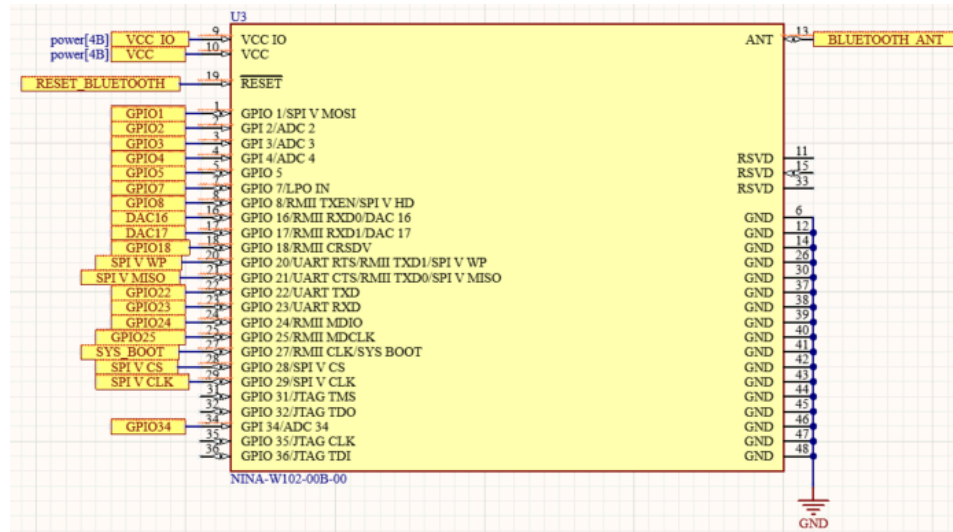 U3
power[4B] VCC_IO 9 VCC IO ANT 13 BLUETOOTH_ANT
power[4B] VCC 10 VCC
RESET_BLUETOOTH 19 RESET
GPIO1 1 GPIO 1/SPI V MOSI
GPIO2 2 GPI 2/ADC 2
GPIO3 3 GPI 3/ADC 3
GPIO4 4 GPI 4/ADC 4 RSVD 11
GPIO5 5 GPIO 5 RSVD 15
GPIO7 7 GPIO 7/LPO IN RSVD 33
GPIO8 8 GPIO 8/RMII TXEN/SPI V HD
DAC16 16 GPIO 16/RMII RXD0/DAC 16 GND 6
DAC17 17 GPIO 17/RMII RXD1/DAC 17 GND 12
GPIO18 18 GPIO 18/RMII CRSDV GND 14
SPI V WP 20 GPIO 20/UART RTS/RMII TXD1/SPI V WP GND 26
SPI V MISO 21 GPIO 21/UART CTS/RMII TXD0/SPI V MISO GND 30
GPIO22 22 GPIO 22/UART TXD GND 37
GPIO23 23 GPIO 23/UART RXD GND 38
GPIO24 24 GPIO 24/RMII MDIO GND 39
GPIO25 25 GPIO 25/RMII MDCLK GND 40
SYS_BOOT 27 GPIO 27/RMII CLK/SYS BOOT GND 41
SPI V CS 28 GPIO 28/SPI V CS GND 42
SPI V CLK 29 GPIO 29/SPI V CLK GND 43
31 GPIO 31/JTAG TMS GND 44
32 GPIO 32/JTAG TDO GND 45
GPIO34 34 GPI 34/ADC 34 GND 46
35 GPIO 35/JTAG CLK GND 47
36 GPIO 36/JTAG TDI GND 48
NINA-W102-00B-00
GND